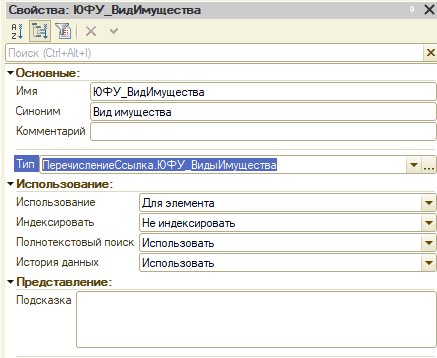 Свойства: ЮФУ_ВидИмущества
Поиск (Ctrl+Alt+I)
Основные:
Имя ЮФУ_ВидИмущества
Синоним Вид имущества
Комментарий
Тип ПеречислениеСсылка.ЮФУ_ВидыИмущества
Использование:
Использование Для элемента
Индексировать Не индексировать
Полнотекстовый поиск Использовать
История данных Использовать
Представление:
Подсказка